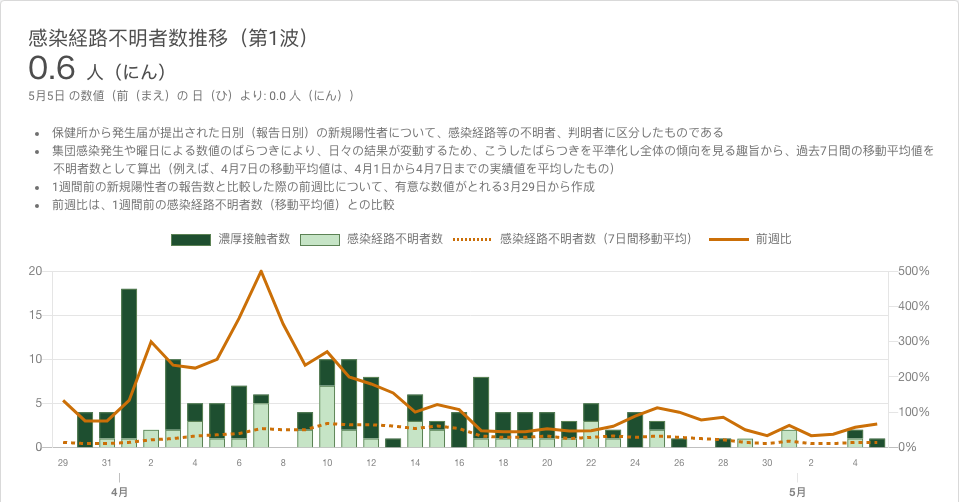 感染経路不明者数推移（第1波）
0.6 人（にん）
5月5日 の数値（前（まえ）の 日（ひ）より: 0.0 人（にん））
• 保健所から発生届が提出された日別（報告日別）の新規陽性者について、感染経路等の不明者、判明者に区分したものである
• 集団感染発生や曜日による数値のばらつきにより、日々の結果が変動するため、こうしたばらつきを平準化し全体の傾向を見る趣旨から、過去7日間の移動平均値を
不明者数として算出（例えば、4月7日の移動平均値は、4月1日から4月7日までの実績値を平均したもの）
• 1週間前の新規陽性者の報告数と比較した際の前週比について、有意な数値がとれる3月29日から作成
• 前週比は、1週間前の感染経路不明者数（移動平均値）との比較
濃厚接触者数 感染経路不明者数 感染経路不明者数（7日間移動平均） 前週比
20 500%
400%
15
300%
10
200%
5 100%
0 0%
29 31 2 4 6 8 10 12 14 16 18 20 22 24 26 28 30 2 4
4月 5月